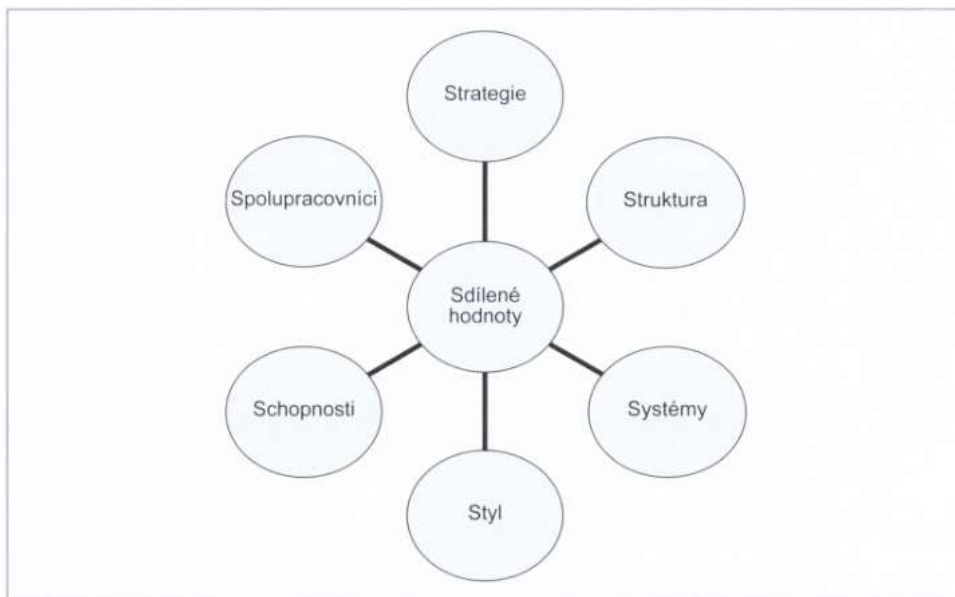 Strategie
Spolupracovníci
Struktura
Sdílené
hodnoty
Schopnosti
Systémy
Styl